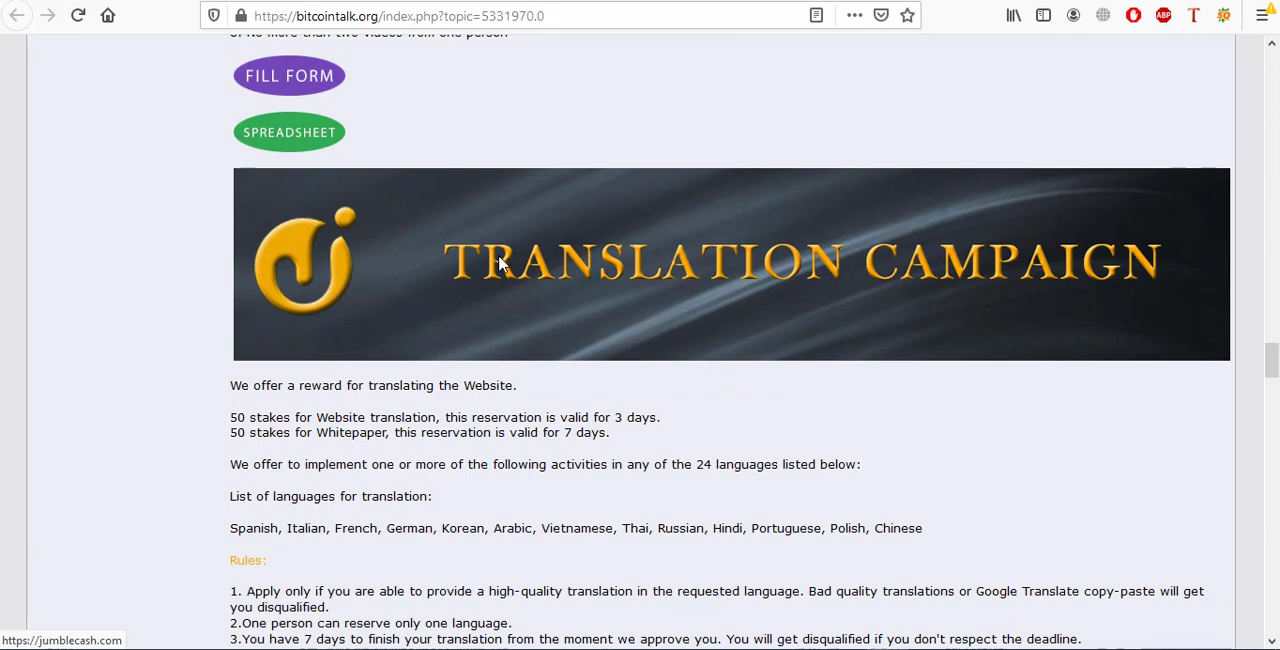 https://bitcointalk.org/index.php?topic=5331970.0
ABP
T
FILL FORM
SPREADSHEET
TRANSLATION CAMPAIGN
We offer a reward for translating the Website.
50 stakes for Website translation, this reservation is valid for 3 days.
50 stakes for Whitepaper, this reservation is valid for 7 days.
We offer to implement one or more of the following activities in any of the 24 languages listed below:
List of languages for translation:
Spanish, Italian, French, German, Korean, Arabic, Vietnamese, Thai, Russian, Hindi, Portuguese, Polish, Chinese
Rules:
1. Apply only if you are able to provide a high-quality translation in the requested language. Bad quality translations or Google Translate copy-paste will get
you disqualified.
2.One person can reserve only one language.
3.You have 7 days to finish your translation from the moment we approve you. You will get disqualified if you don't respect the deadline.
https://jumblecash.com